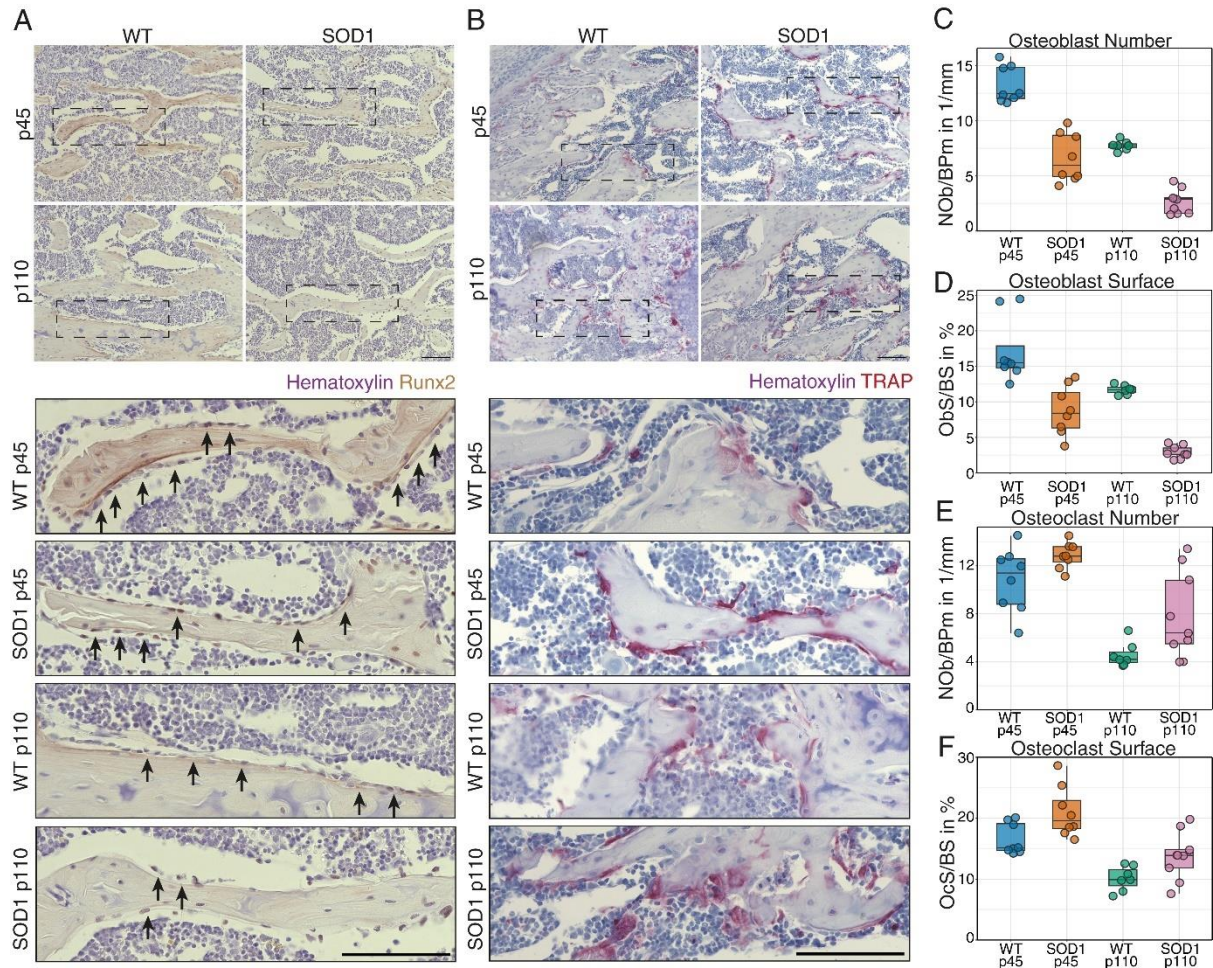 A
WT
SOD1
p45
p110
Hematoxylin Runx2
WT p45
SOD1 p45
WT p110
SOD1 p110
B
WT
SOD1
p45
p110
Hematoxylin TRAP
WT p45
SOD1 p45
WT p110
SOD1 p110
C
Osteoblast Number
NOb/BPm in 1/mm
15
10
5
0
WT SOD1 WT SOD1
p45 p45 p110 p110
D
Osteoblast Surface
ObS/BS in %
25
20
15
10
5
0
WT SOD1 WT SOD1
p45 p45 p110 p110
E
Osteoclast Number
NOb/BPm in 1/mm
12
8
4
0
WT SOD1 WT SOD1
p45 p45 p110 p110
F
Osteoclast Surface
OcS/BS in %
30
20
10
0
WT SOD1 WT SOD1
p45 p45 p110 p110